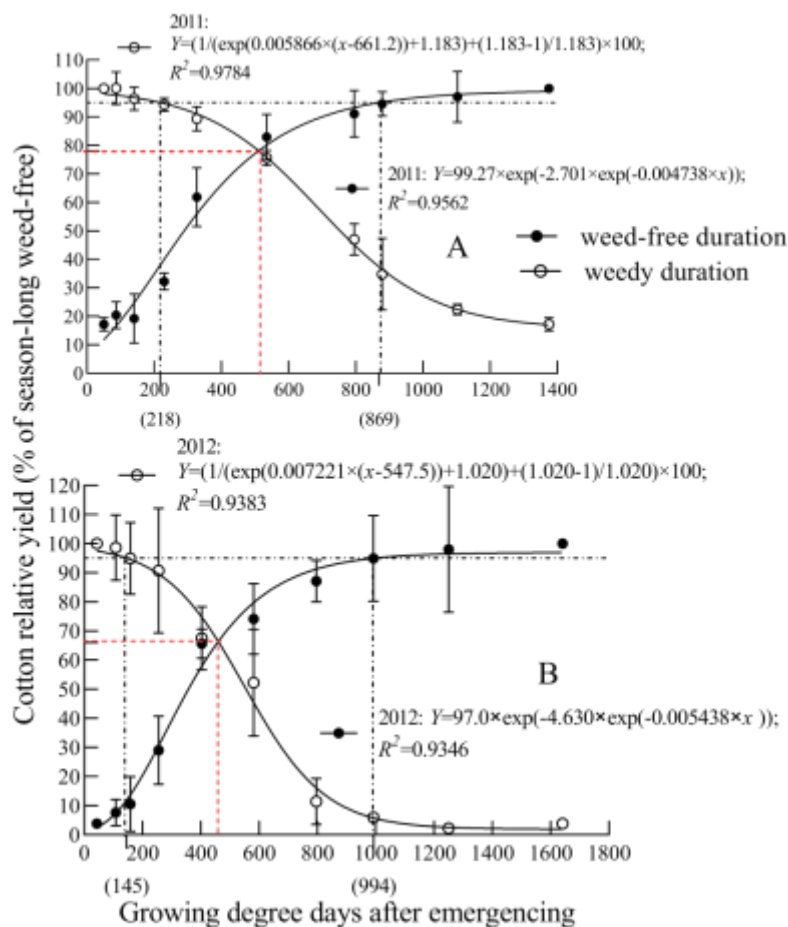 2011:
Y=(1/(exp(0.005866×(x-661.2))+1.183)+(1.183-1)/1.183)×100;
R²=0.9784
100
90
80
70
60
50
40
30
20
10
0
2011: Y=99.27×exp(-2.701×exp(-0.004738×x));
R²=0.9562
A
weed-free duration
weedy duration
0 200 400 600 800 1000 1200 1400
(218) (869)
Cotton relative yield (% of season-long weed-free)
2012:
Y=(1/(exp(0.007221×(x-547.5))+1.020)+(1.020-1)/1.020)×100;
R²=0.9383
120
110
100
90
80
70
60
50
40
30
20
10
0
B
2012: Y=97.0×exp(-4.630×exp(-0.005438×x ));
R²=0.9346
0 200 400 600 800 1000 1200 1400 1600 1800
(145) (994)
Growing degree days after emergencing